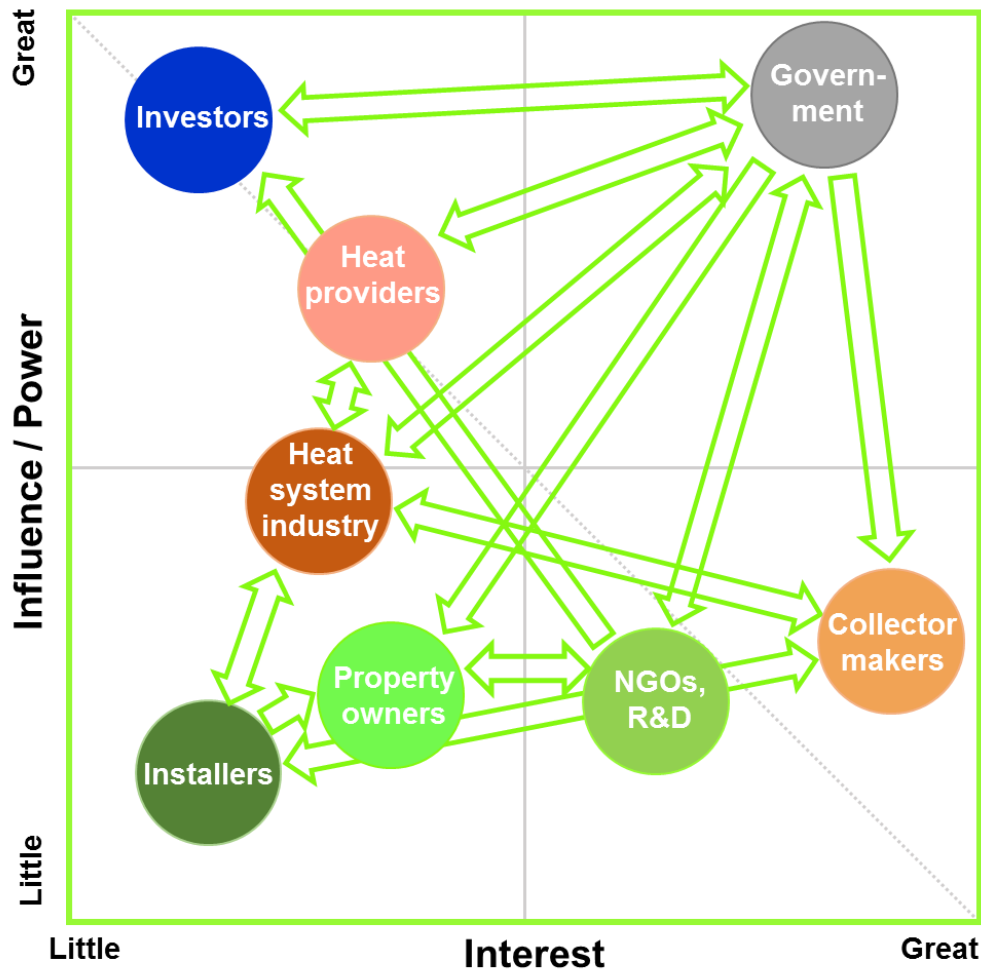 Great
Govern-
ment
Investors
Heat
providers
Influence / Power
Heat
system
industry
Collector
makers
Property
owners
NGOs,
R&D
Installers
Little
Little
Interest
Great